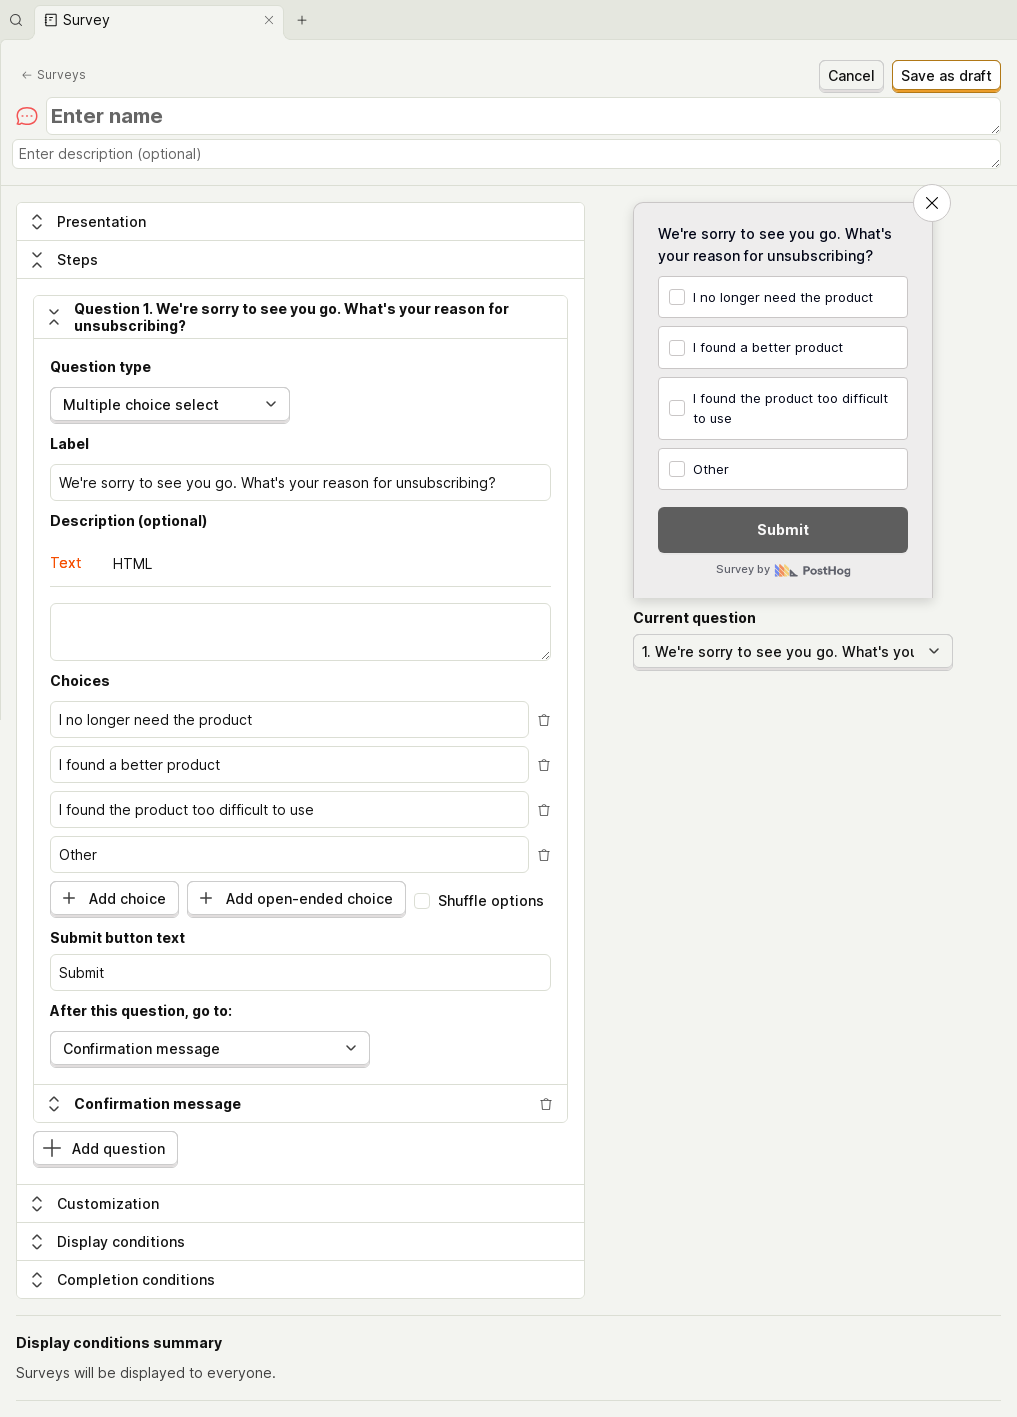 Survey
Surveys
Cancel
Save as draft
Enter name
Enter description (optional)
Presentation
Steps
Question 1. We're sorry to see you go. What's your reason for
unsubscribing?
Question type
Multiple choice select
Label
We're sorry to see you go. What's your reason for unsubscribing?
Description (optional)
Text
HTML
Choices
I no longer need the product
I found a better product
I found the product too difficult to use
Other
Add choice
Add open-ended choice
Shuffle options
Submit button text
Submit
After this question, go to:
Confirmation message
Confirmation message
Add question
Customization
Display conditions
Completion conditions
We're sorry to see you go. What's
your reason for unsubscribing?
I no longer need the product
I found a better product
I found the product too difficult
to use
Other
Submit
Survey by PostHog
Current question
1. We're sorry to see you go. What's you
Display conditions summary
Surveys will be displayed to everyone.